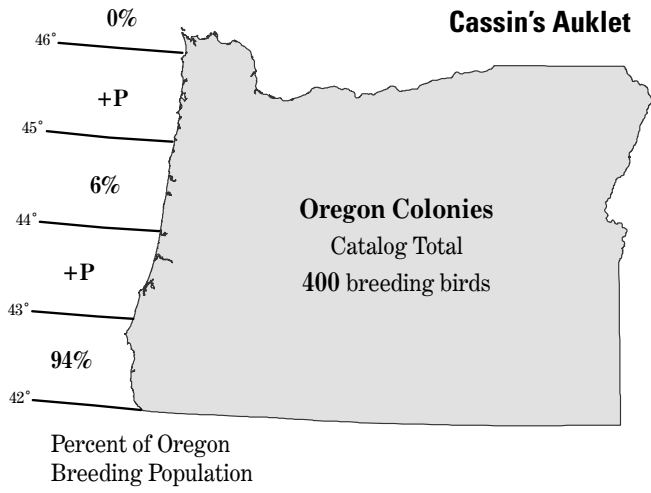 Cassin's Auklet
0%
46°
+P
45°
6%
44°
+P
43°
94%
42°
Oregon Colonies
Catalog Total
400 breeding birds
Percent of Oregon
Breeding Population